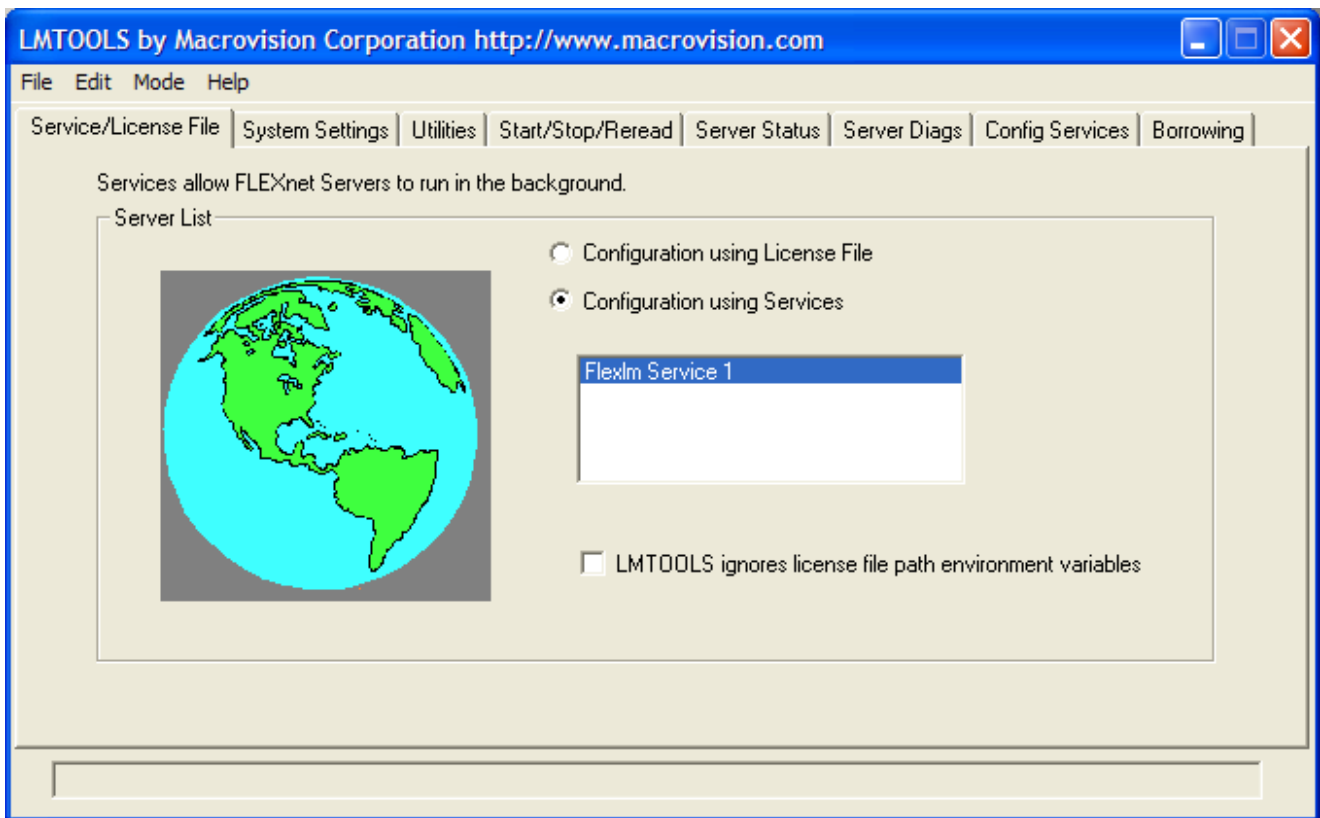 LMTOOLS by Macrovision Corporation http://www.macrovision.com
File Edit Mode Help
Service/License File System Settings Utilities Start/Stop/Reread Server Status Server Diags Config Services Borrowing
Services allow FLEXnet Servers to run in the background.
Server List
Configuration using License File
Configuration using Services
Flexlm Service 1
LMTOOLS ignores license file path environment variables